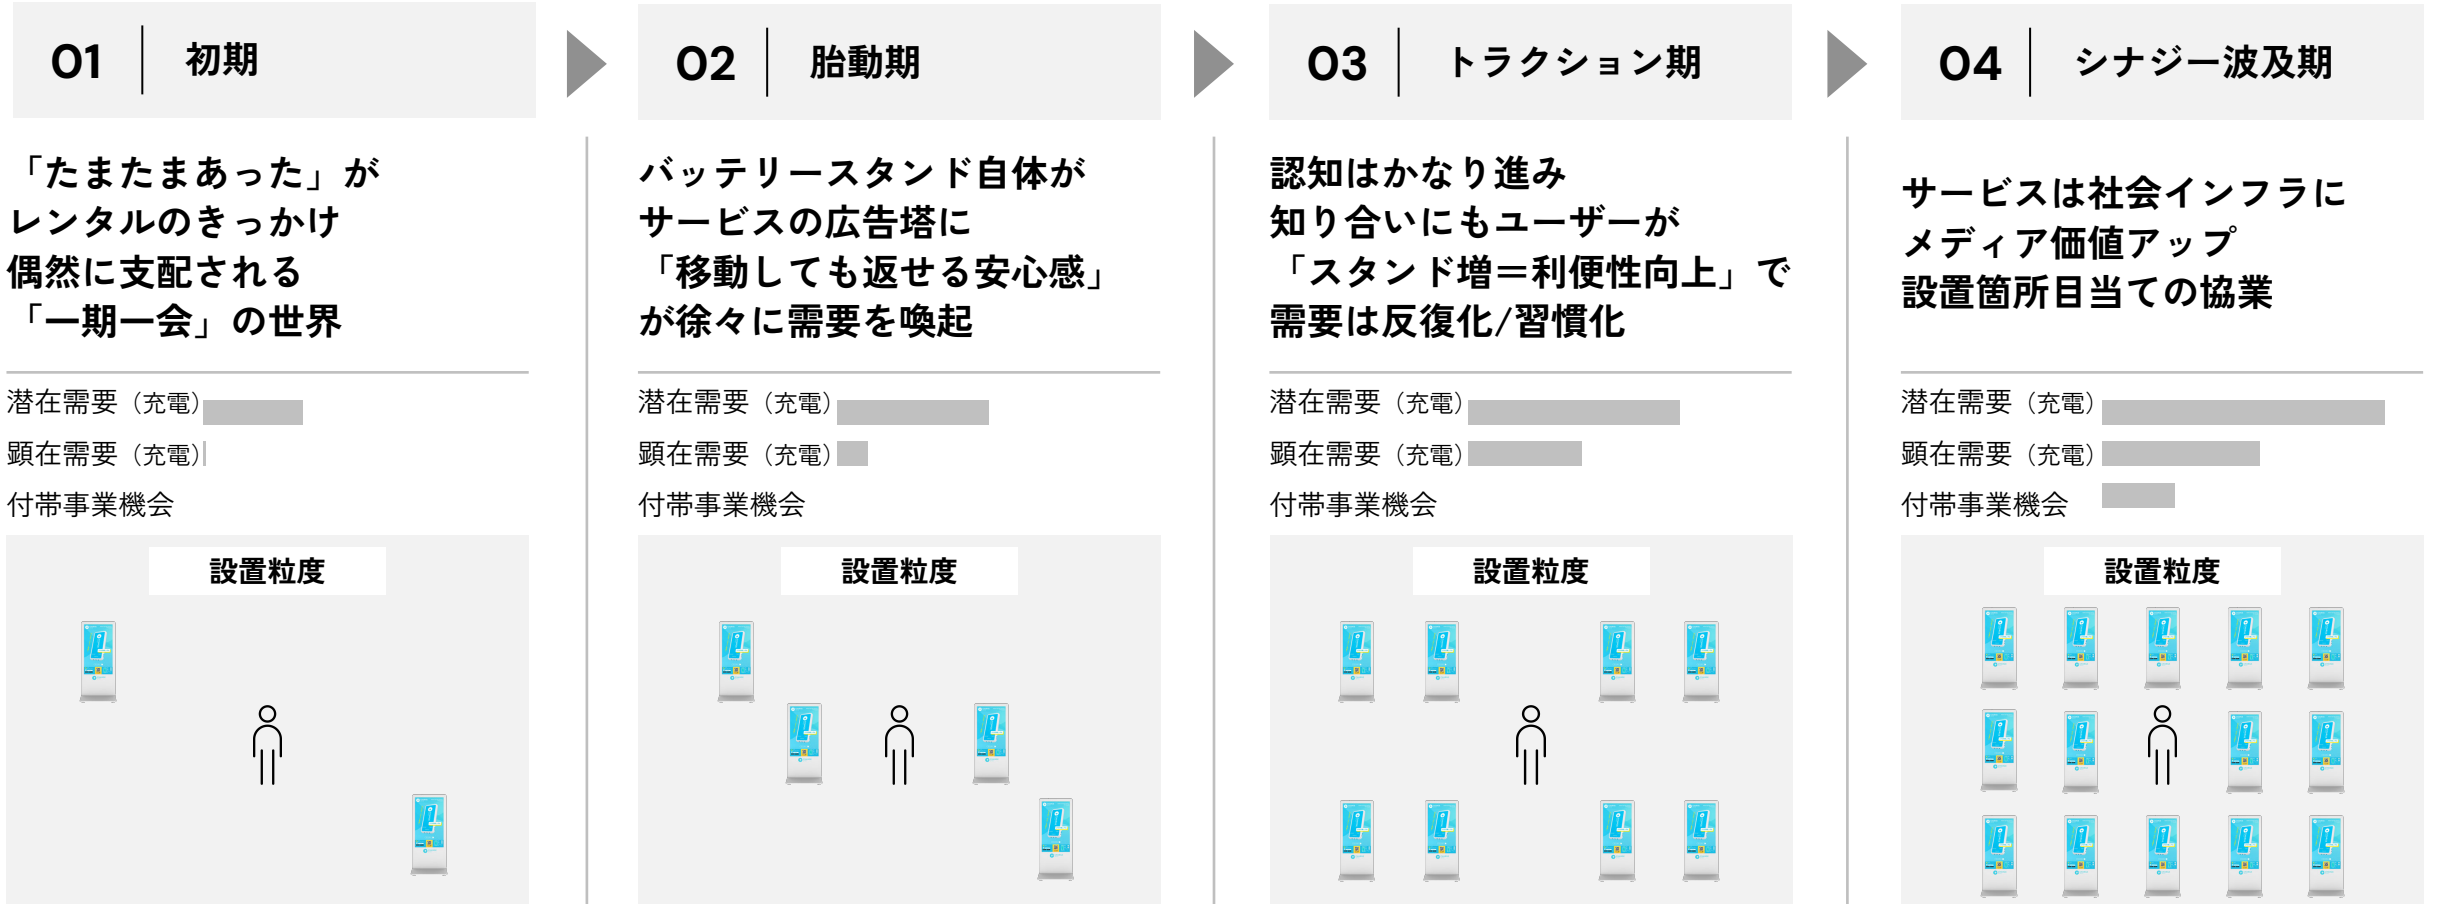 01 初期
「たまたまあった」が
レンタルのきっかけ
偶然に支配される
「一期一会」の世界
潜在需要（充電）
顕在需要（充電）
付帯事業機会
設置粒度
02 胎動期
バッテリースタンド自体が
サービスの広告塔に
「移動しても返せる安心感」
が徐々に需要を喚起
潜在需要（充電）
顕在需要（充電）
付帯事業機会
設置粒度
03 トラクション期
認知はかなり進み
知り合いにもユーザーが
「スタンド増＝利便性向上」で
需要は反復化/習慣化
潜在需要（充電）
顕在需要（充電）
付帯事業機会
設置粒度
04 シナジー波及期
サービスは社会インフラに
メディア価値アップ
設置箇所目当ての協業
潜在需要（充電）
顕在需要（充電）
付帯事業機会
設置粒度